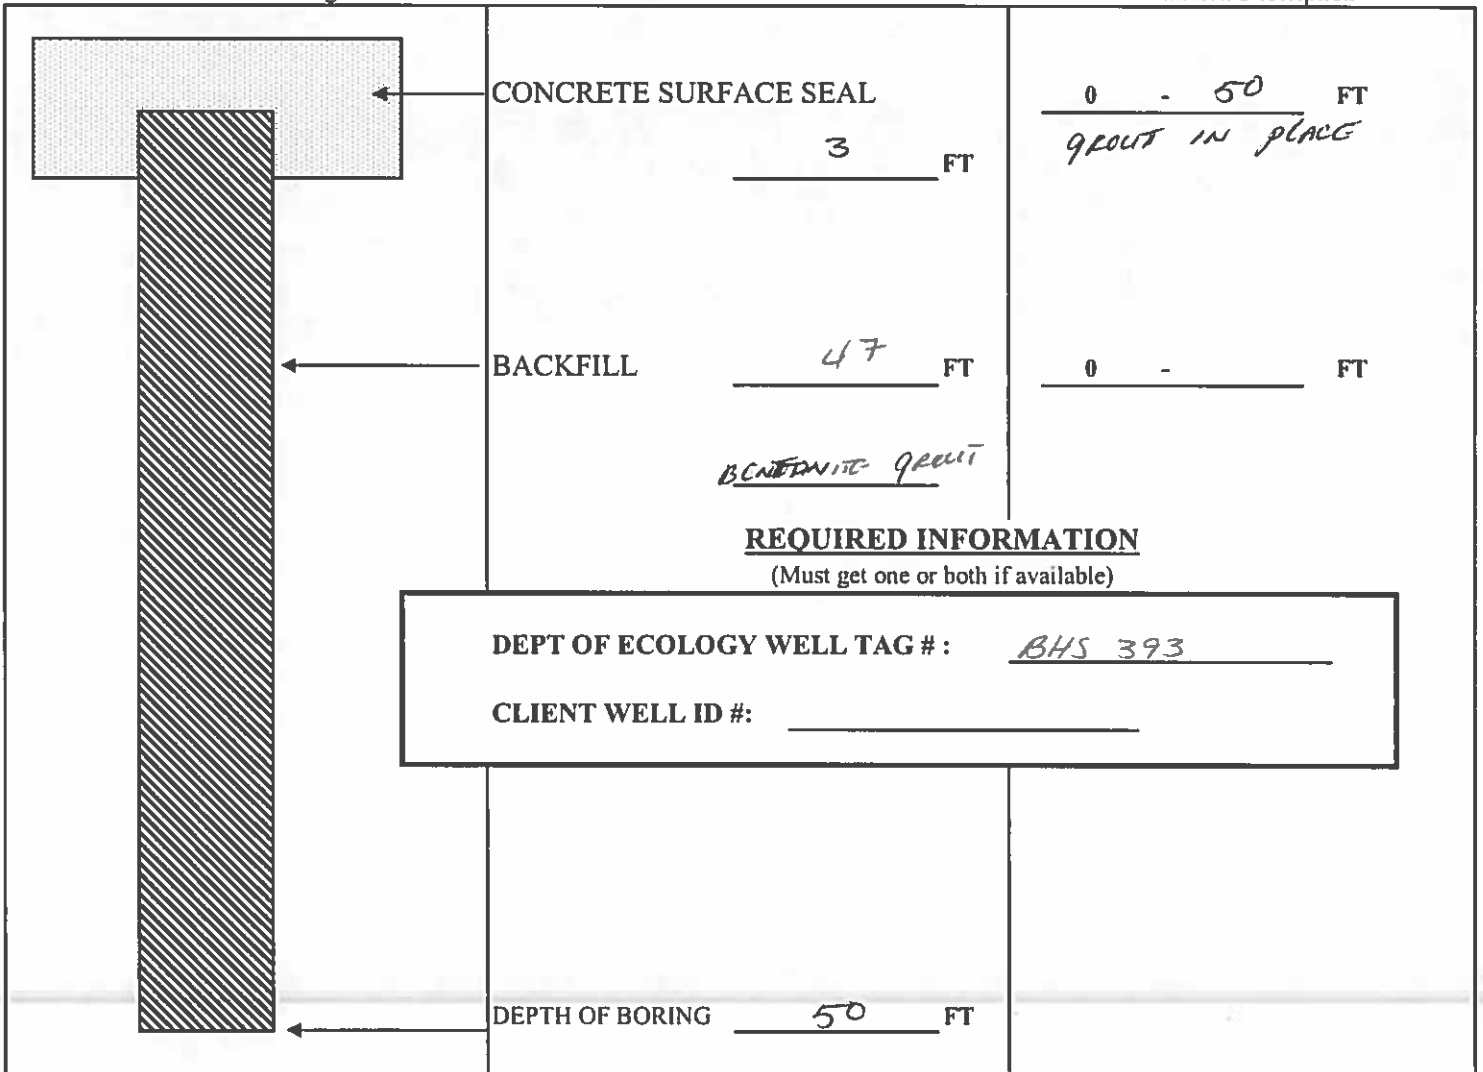 CONCRETE SURFACE SEAL
3 FT
0 - 50 FT
grout in place
BACKFILL 47 FT
0 - FT
grout
REQUIRED INFORMATION
(Must get one or both if available)
DEPT OF ECOLOGY WELL TAG # : BHS 393
CLIENT WELL ID #:
DEPTH OF BORING 50 FT